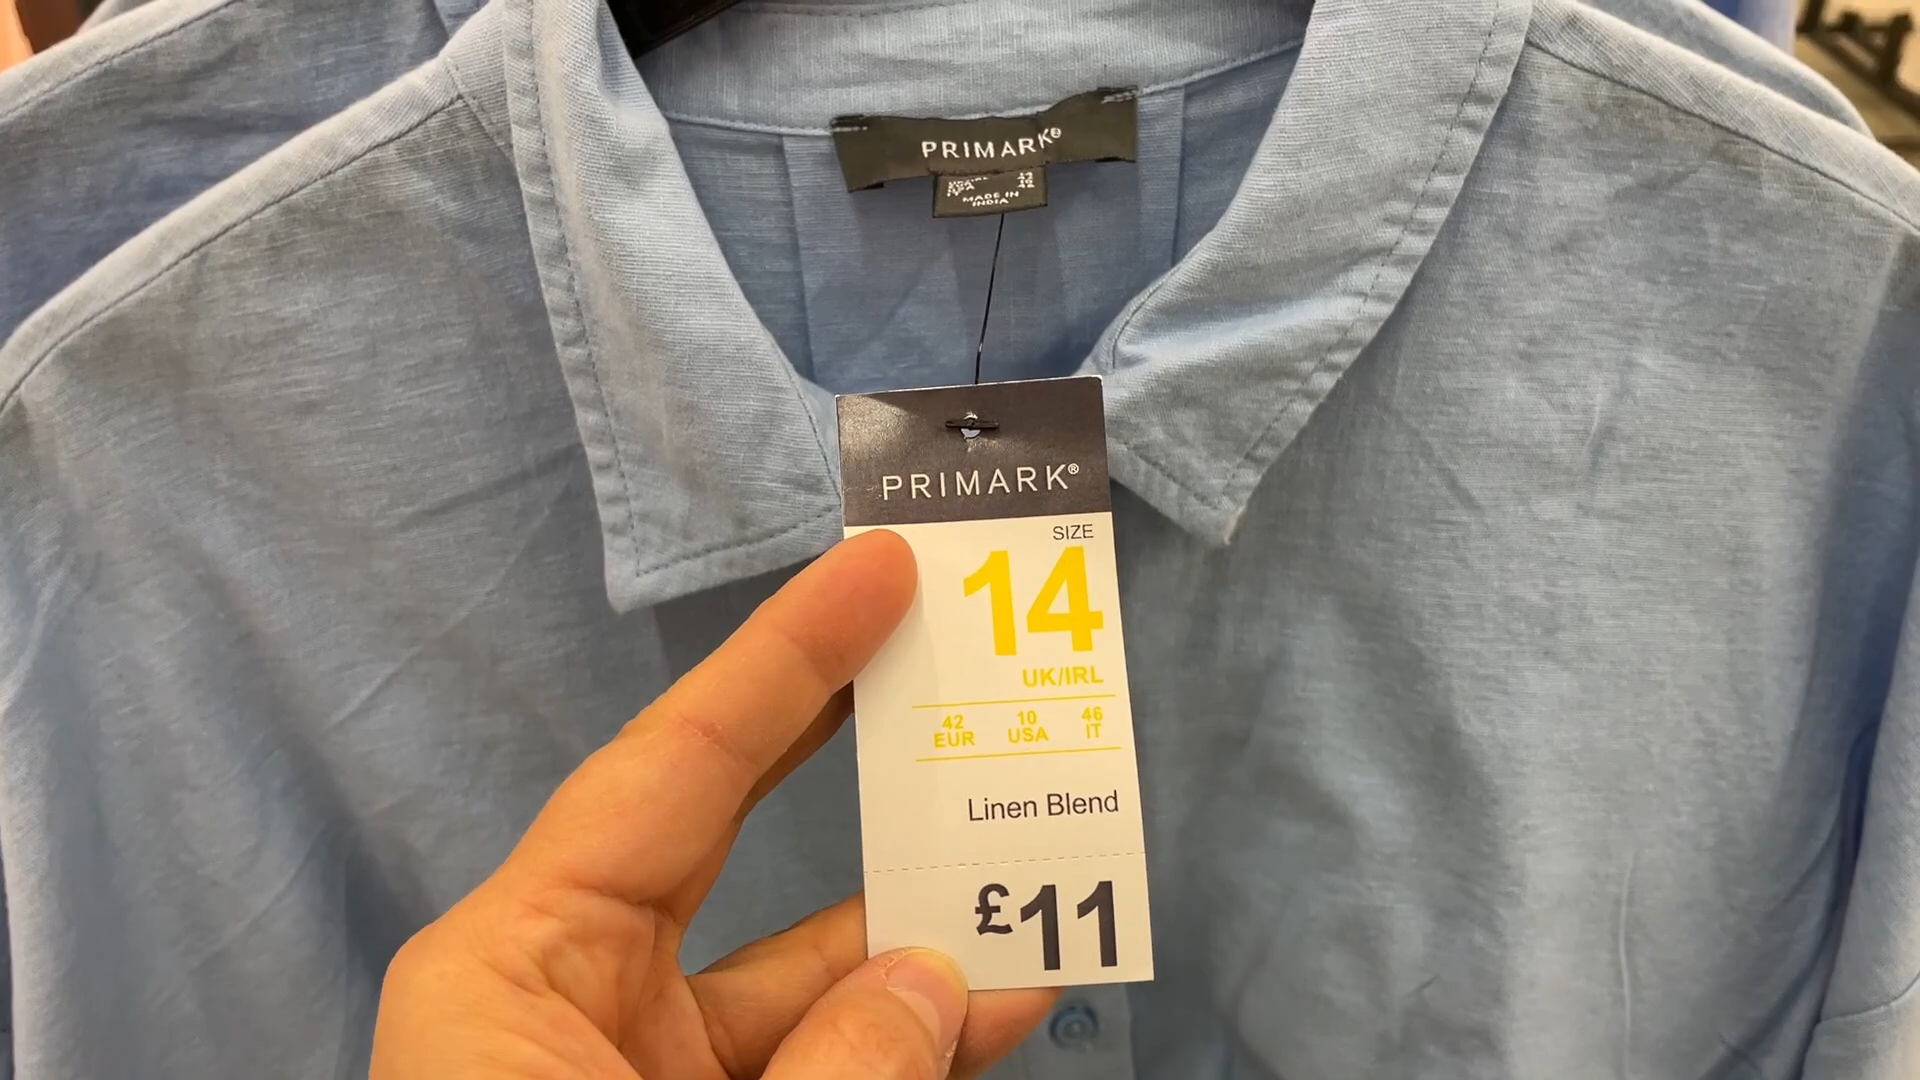 PRIMARK®
MADE IN
INDIA
PRIMARK®
SIZE
14
UK/IRL
42 10 46
EUR USA IT
Linen Blend
£11